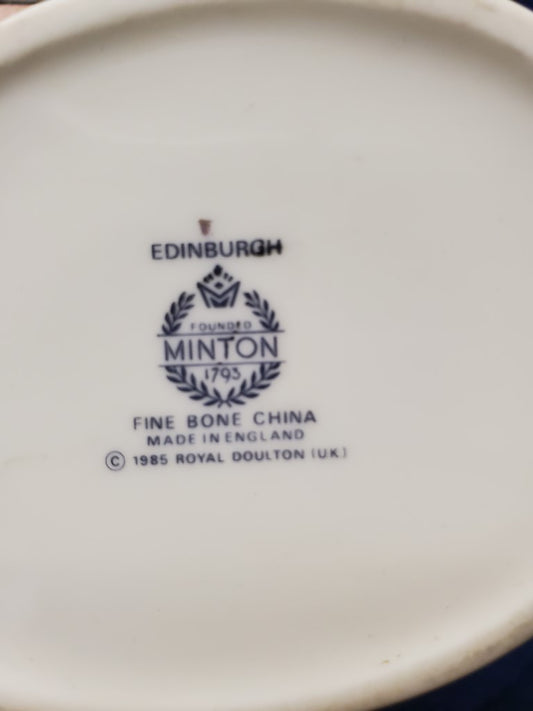 EDINBURGH
FOUNDED
MINTON
1793
FINE BONE CHINA
MADE IN ENGLAND
© 1985 ROYAL DOULTON (UK)